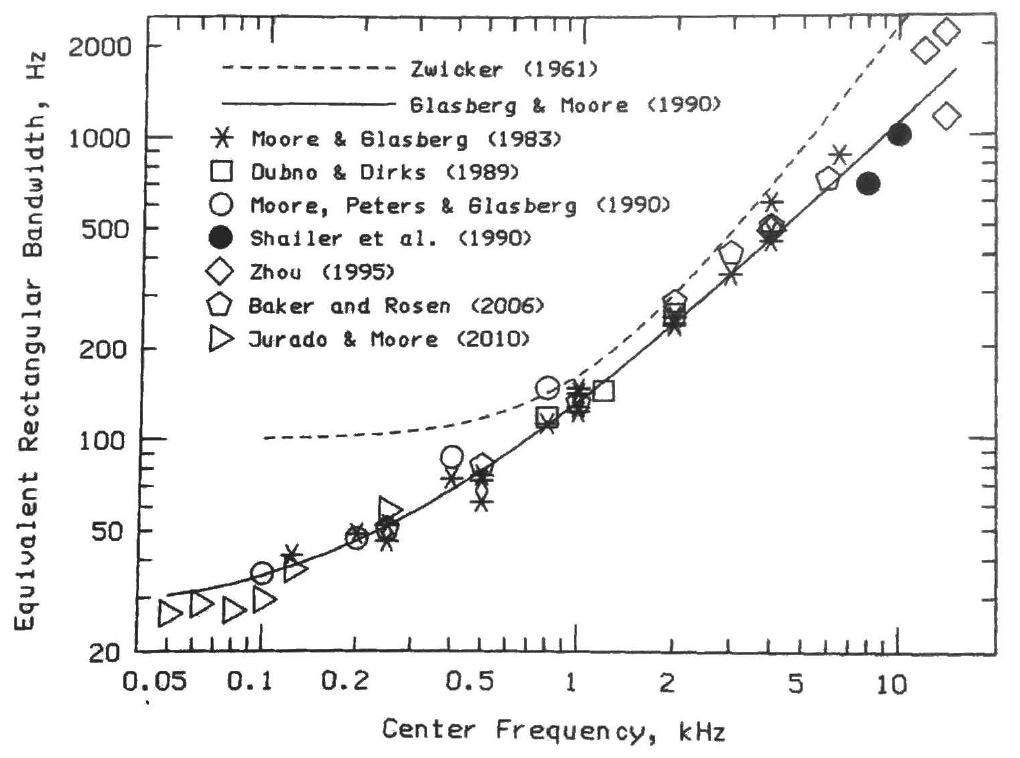 Equivalent Rectangular Bandwidth, Hz
2000
1000
500
200
100
50
20
Zwicker (1961)
Glasberg & Moore (1990)
Moore & Glasberg (1983)
Dubno & Dirks (1989)
Moore, Peters & Glasberg (1990)
Shailer et al. (1990)
Zhou (1995)
Baker and Rosen (2006)
Jurado & Moore (2010)
0.05 0.1 0.2 0.5 1 2 5 10
Center Frequency, kHz